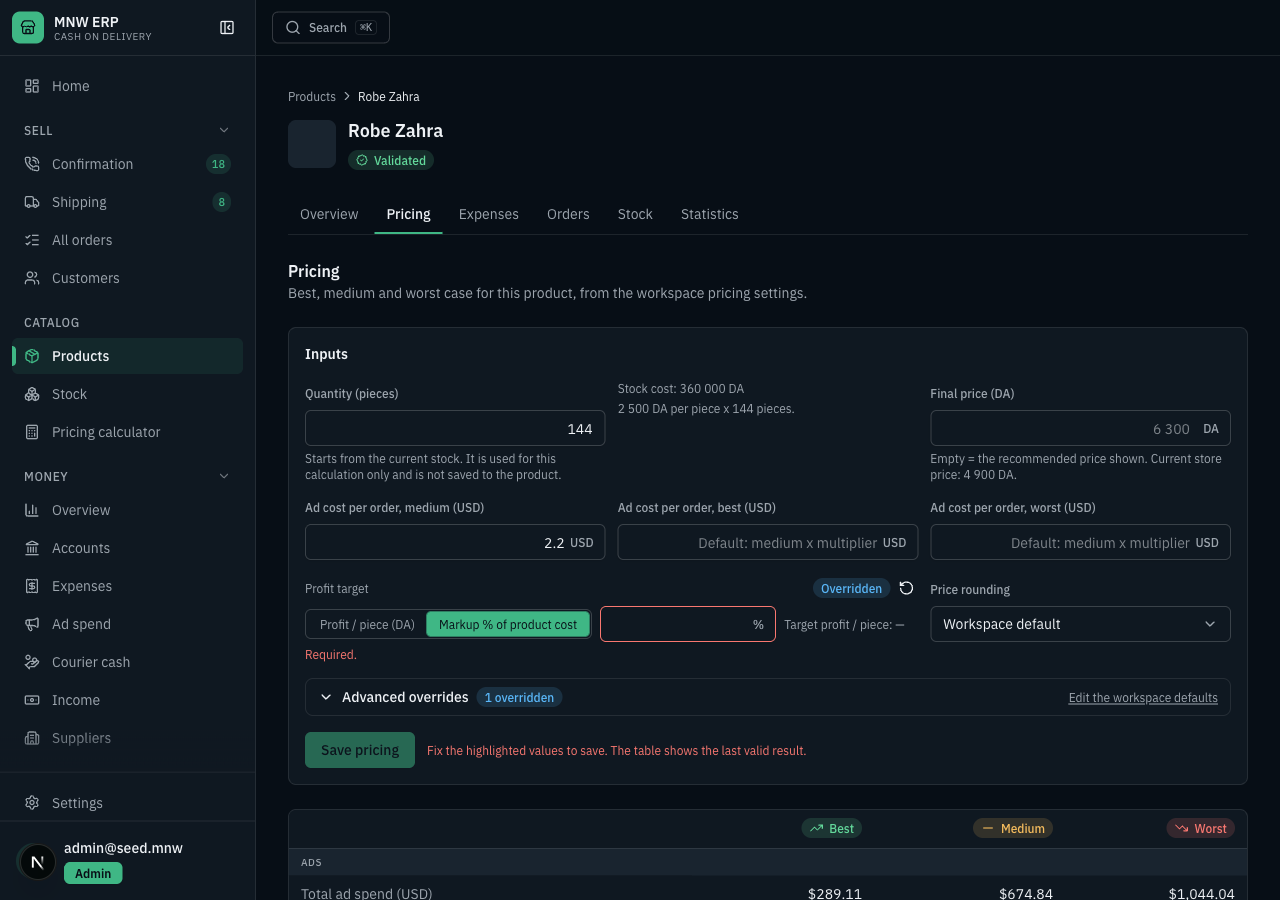 MNW ERP
CASH ON DELIVERY
Search ⌘K
Home
SELL
Confirmation 18
Shipping 8
All orders
Customers
CATALOG
Products
Stock
Pricing calculator
MONEY
Overview
Accounts
Expenses
Ad spend
Courier cash
Income
Suppliers
Settings
N
admin@seed.mnw
Admin
Products > Robe Zahra
Robe Zahra
Validated
Overview Pricing Expenses Orders Stock Statistics
Pricing
Best, medium and worst case for this product, from the workspace pricing settings.
Inputs
Quantity (pieces)
144
Starts from the current stock. It is used for this
calculation only and is not saved to the product.
Stock cost: 360 000 DA
2 500 DA per piece x 144 pieces.
Final price (DA)
6 300 DA
Empty = the recommended price shown. Current store
price: 4 900 DA.
Ad cost per order, medium (USD)
2.2 USD
Ad cost per order, best (USD)
Default: medium x multiplier USD
Ad cost per order, worst (USD)
Default: medium x multiplier USD
Profit target
Overridden
Profit / piece (DA) Markup % of product cost
%
Target profit / piece: —
Required.
Price rounding
Workspace default
Advanced overrides 1 overridden
Edit the workspace defaults
Save pricing
Fix the highlighted values to save. The table shows the last valid result.
Best Medium Worst
ADS
Total ad spend (USD) $289.11 $674.84 $1,044.04